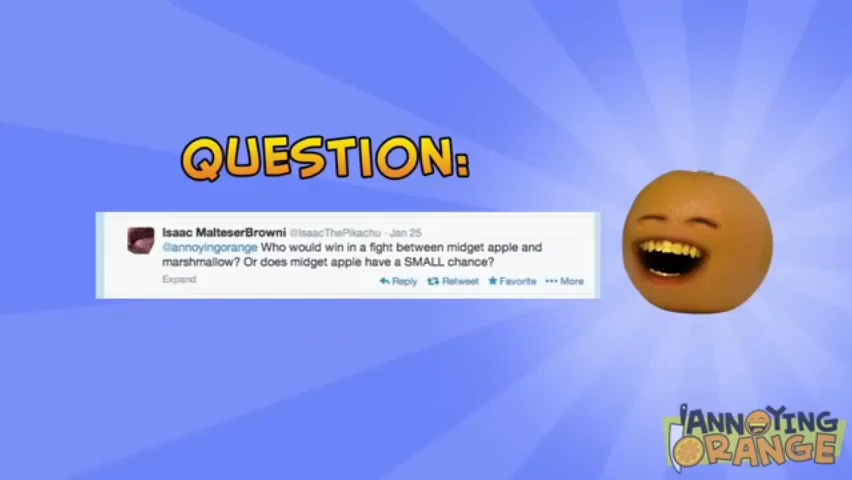 QUESTION:
Isaac MalteserBrowni @IsaacThePikachu · Jan 25
@annoyingorange Who would win in a fight between midget apple and
marshmallow? Or does midget apple have a SMALL chance?
Expand
Reply Retweet Favorite ••• More
ANNOYING
ORANGE